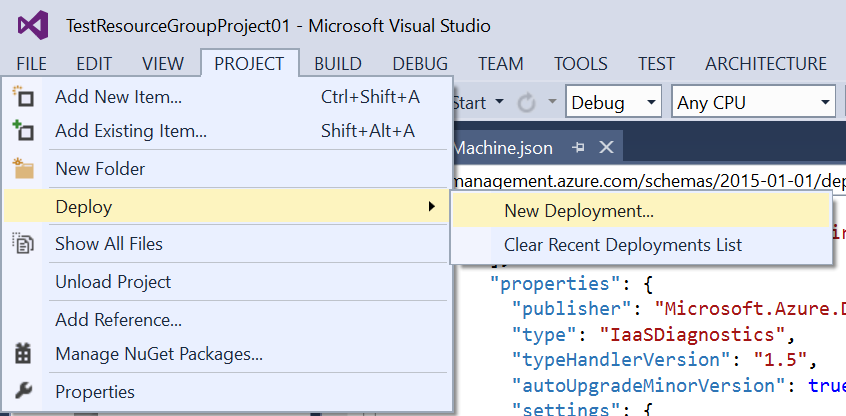 TestResourceGroupProject01 - Microsoft Visual Studio
FILE EDIT VIEW PROJECT BUILD DEBUG TEAM TOOLS TEST ARCHITECTURE
Add New Item... Ctrl+Shift+A
Start Debug Any CPU
Add Existing Item... Shift+Alt+A
Machine.json
New Folder
management.azure.com/schemas/2015-01-01/dep
Deploy
New Deployment...
Clear Recent Deployments List
Show All Files
],
Unload Project
"properties": {
Add Reference...
"publisher": "Microsoft.Azure.D
"type": "IaaSDiagnostics",
Manage NuGet Packages...
"typeHandlerVersion": "1.5",
Properties
"autoUpgradeMinorVersion": true
"settings": {